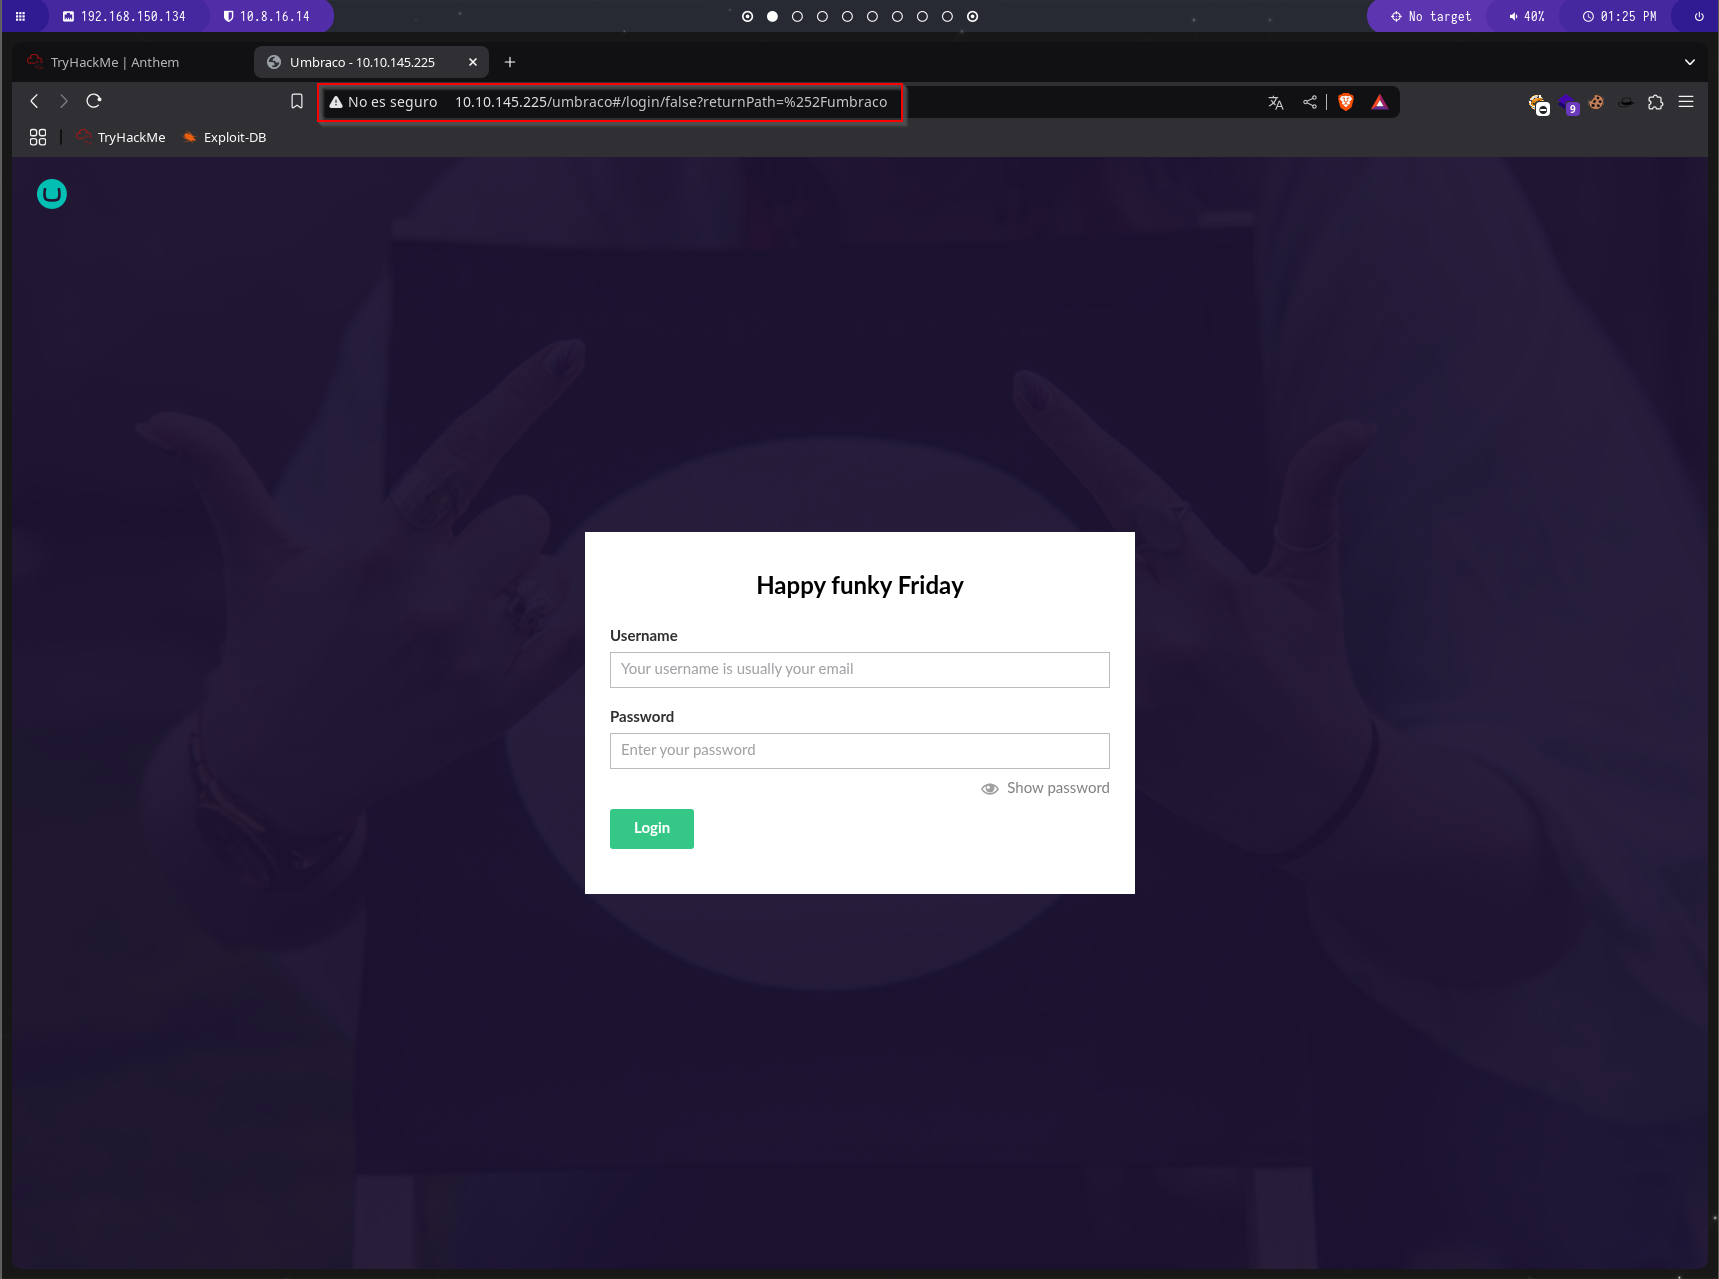 192.168.150.134 10.8.16.14 No target 40% 01:25 PM
TryHackMe | Anthem Umbraco - 10.10.145.225
No es seguro 10.10.145.225/umbraco#/login/false?returnPath=%252Fumbraco 9
TryHackMe Exploit-DB
Happy funky Friday
Username
Your username is usually your email
Password
Enter your password
Show password
Login